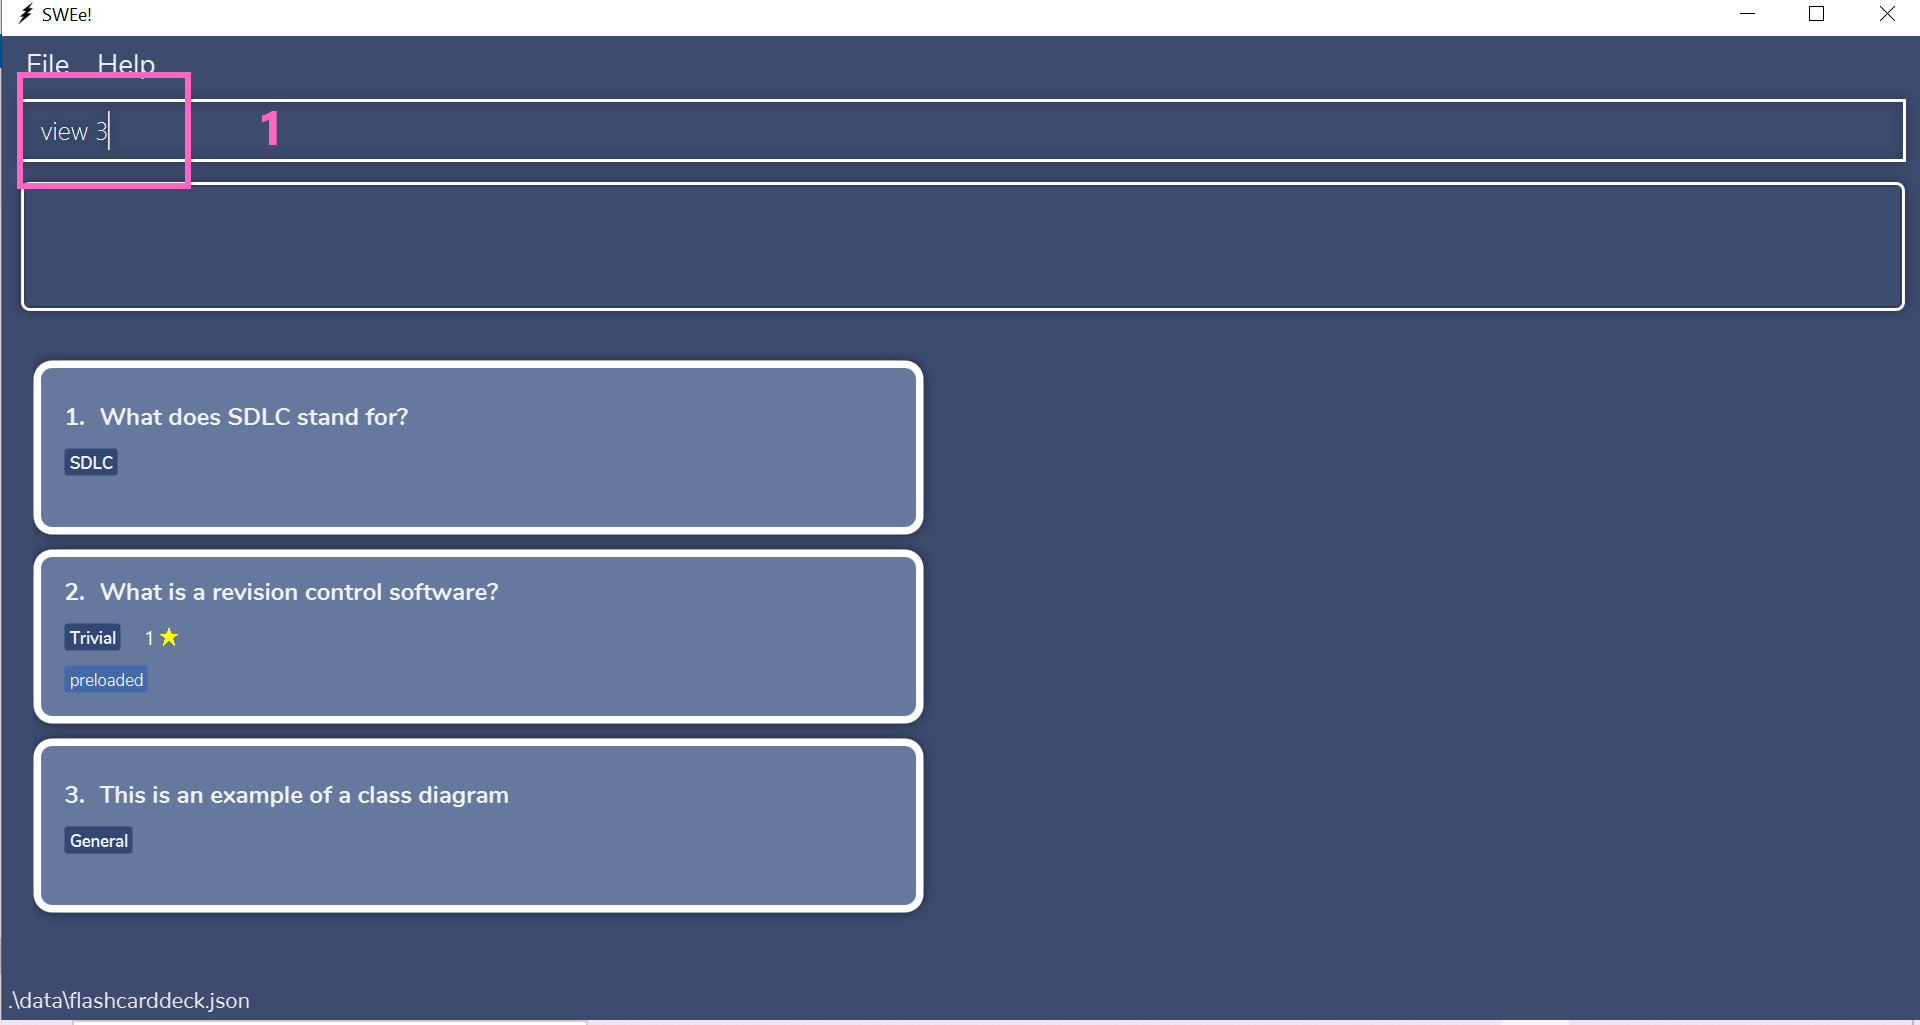 SWEe!
File Help
view 3
1
1. What does SDLC stand for?
SDLC
2. What is a revision control software?
Trivial 1 ★
preloaded
3. This is an example of a class diagram
General
.\data\flashcarddeck.json